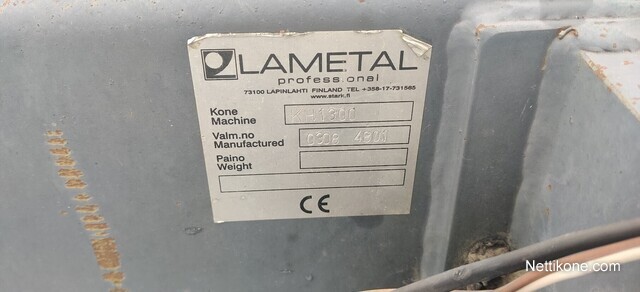 LAMETAL
professional
73100 LAPINLAHTI FINLAND TEL +358-17-731565
www.stark.fi
Kone
Machine
Valm.no
Manufactured
Paino
Weight
CE
Nettikone.com